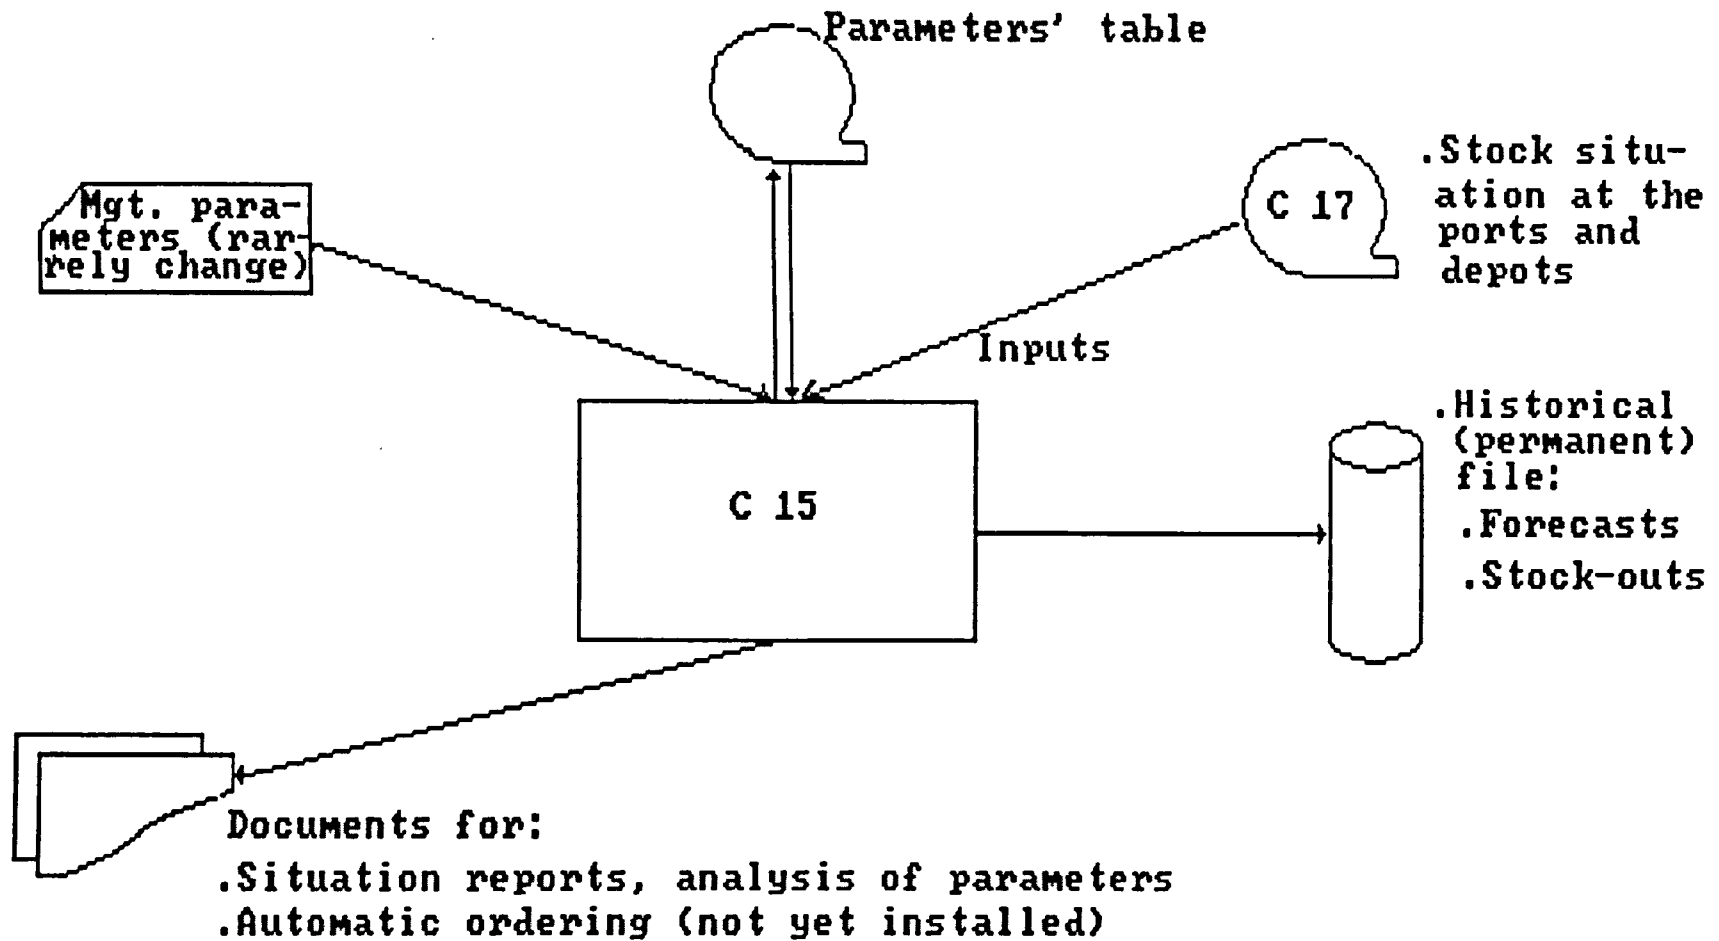 Parameters' table
Mgt. para-
meters (rar-
rely change)
C 17
.Stock situ-
ation at the
ports and
depots
Inputs
C 15
.Historical
(permanent)
file:
.Forecasts
.Stock-outs
Documents for:
.Situation reports, analysis of parameters
.Automatic ordering (not yet installed)